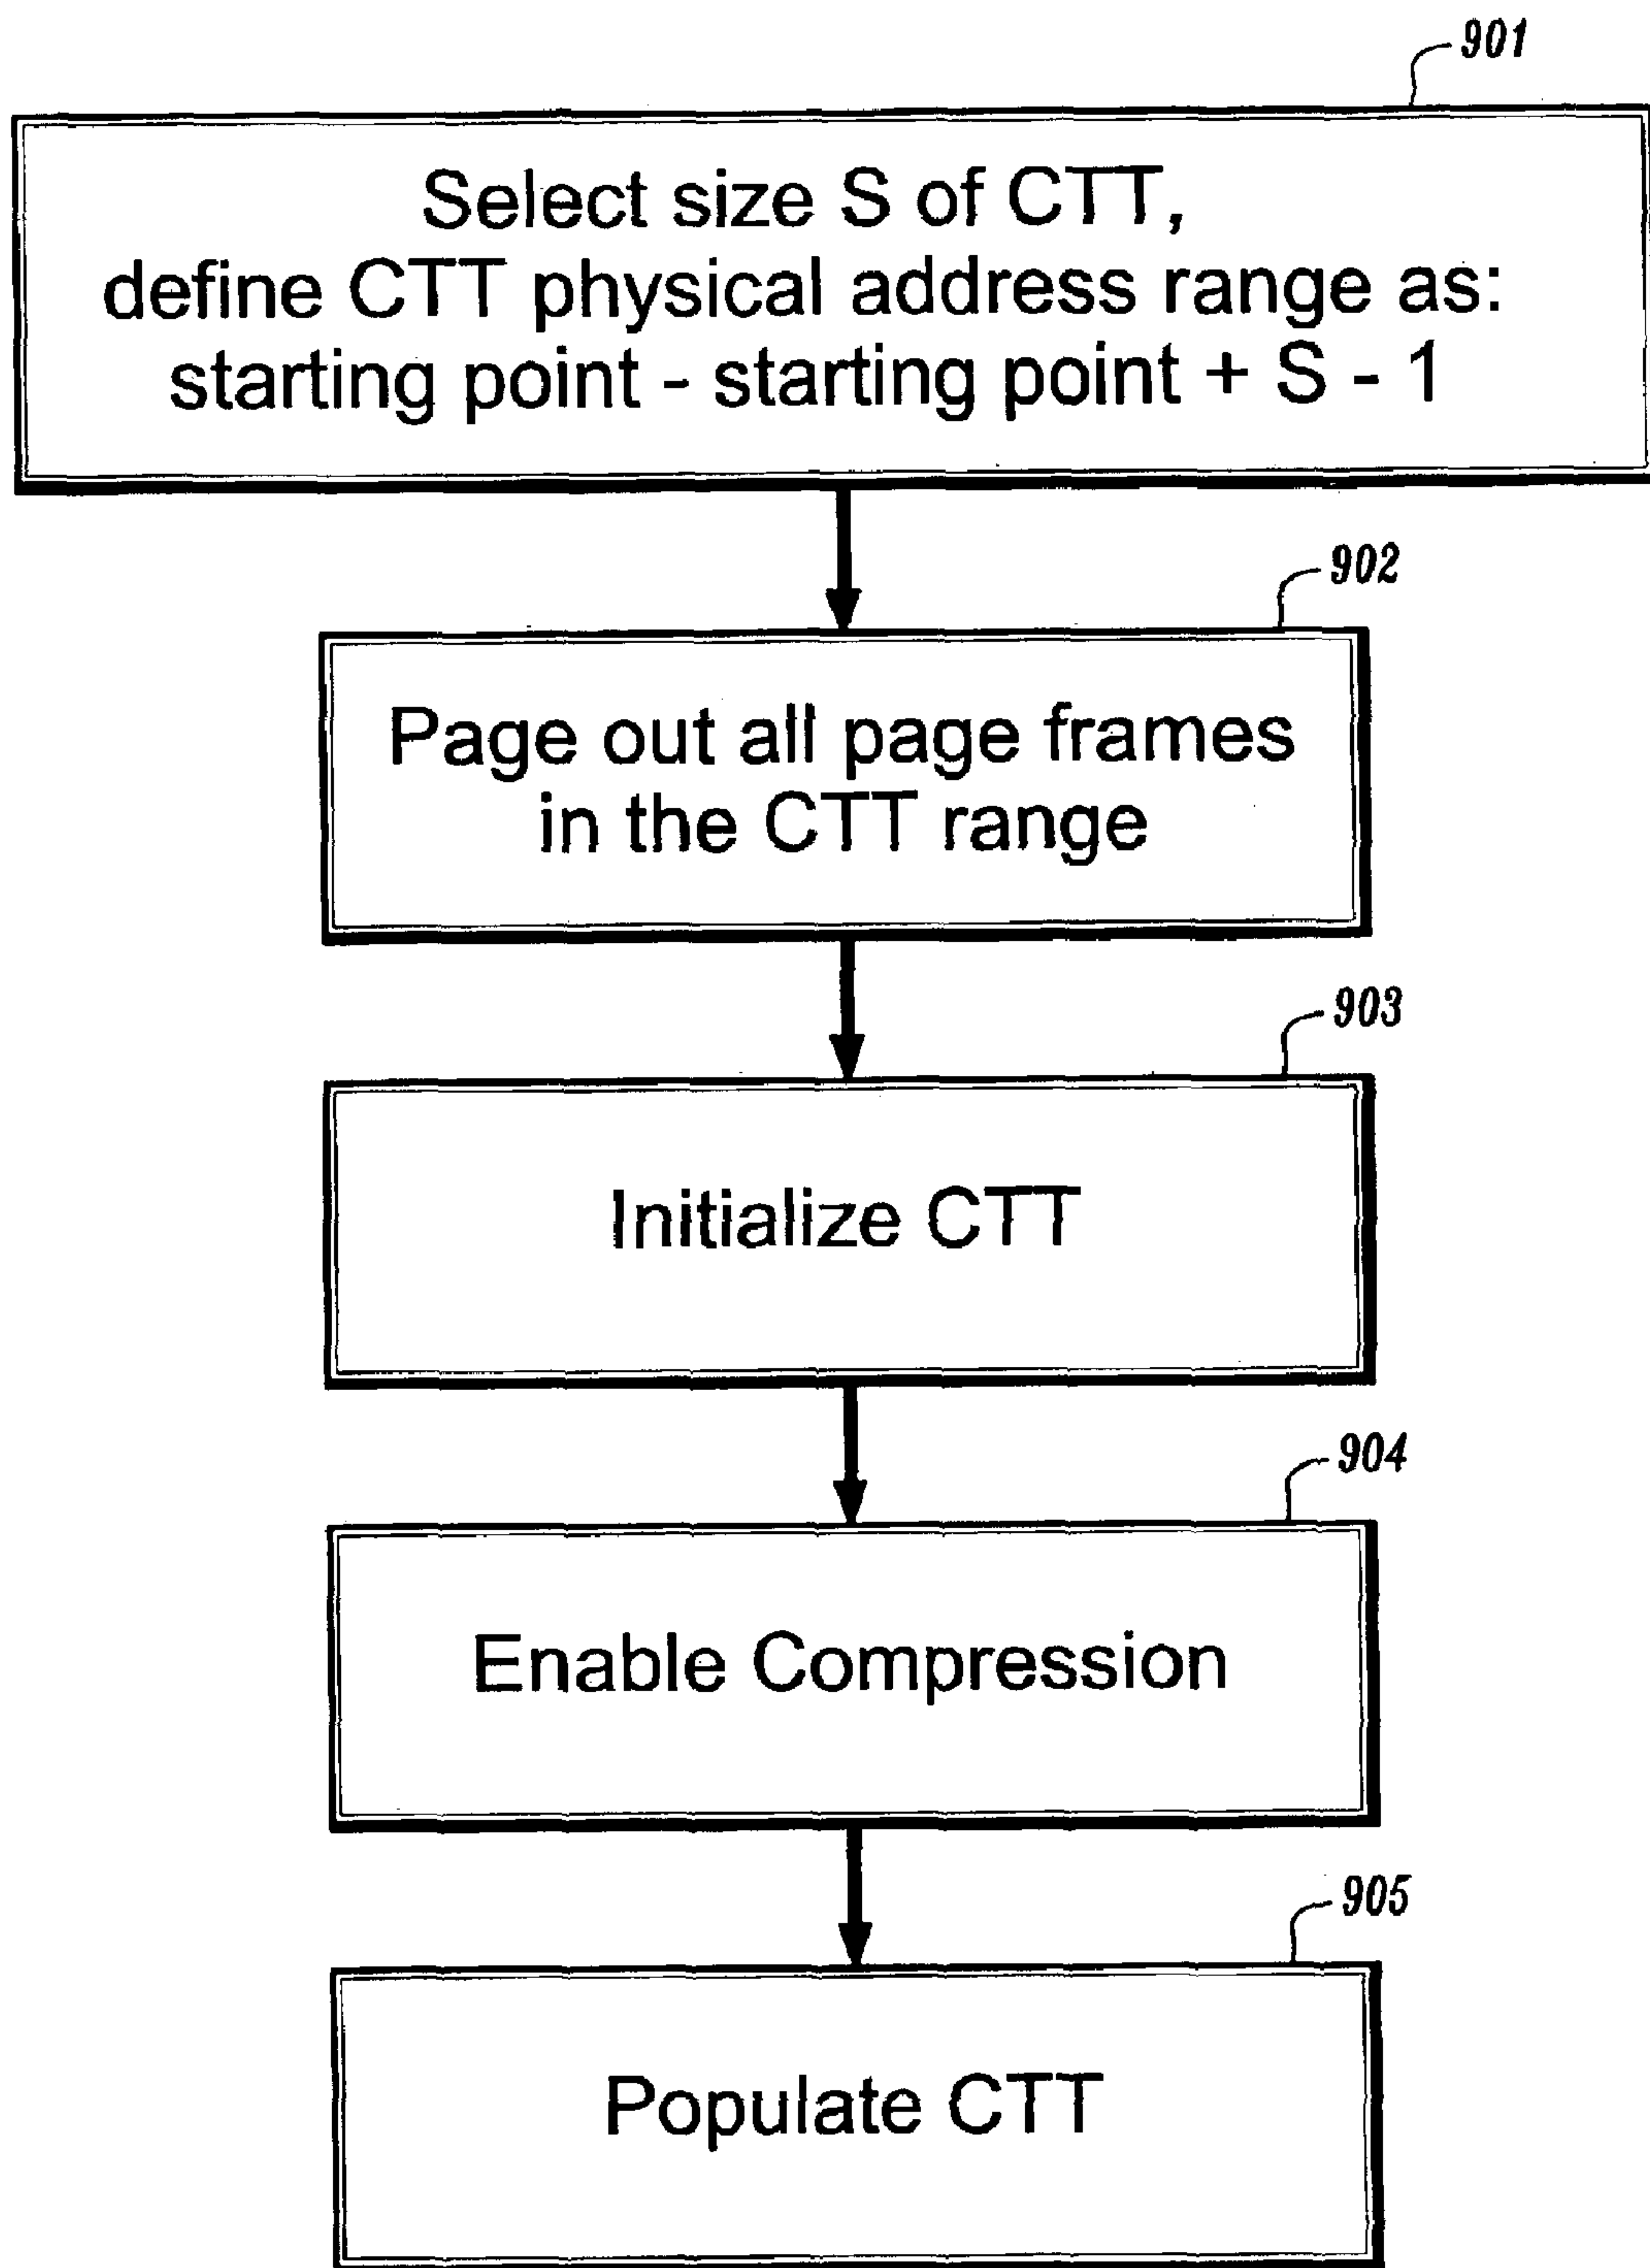 901
Select size S of CTT,
define CTT physical address range as:
starting point - starting point + S - 1
902
Page out all page frames
in the CTT range
903
Initialize CTT
904
Enable Compression
905
Populate CTT